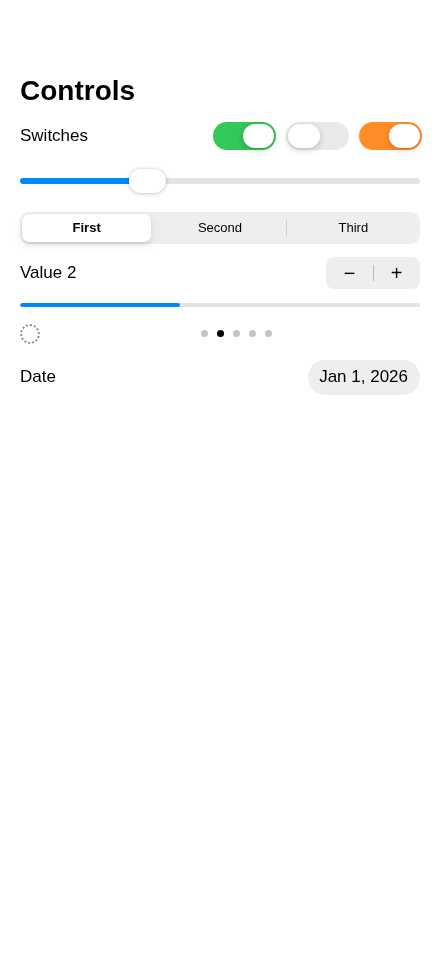 Controls
Switches
First Second Third
Value 2 − +
Date Jan 1, 2026